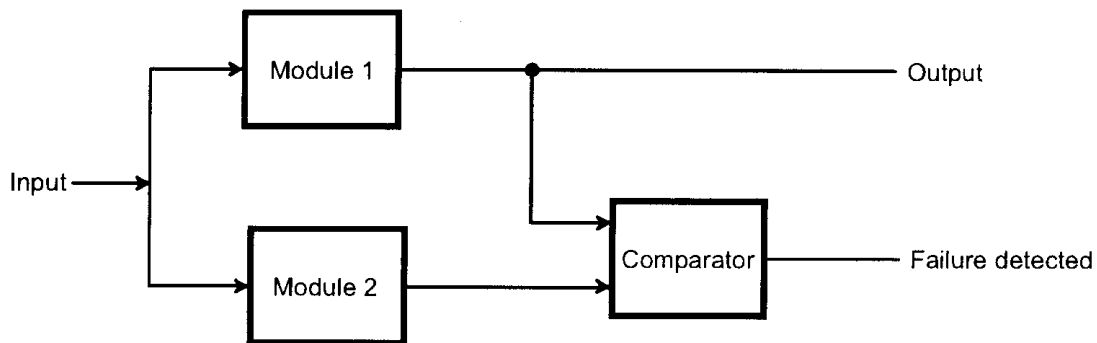 Module 1
Output
Input
Comparator
Failure detected
Module 2